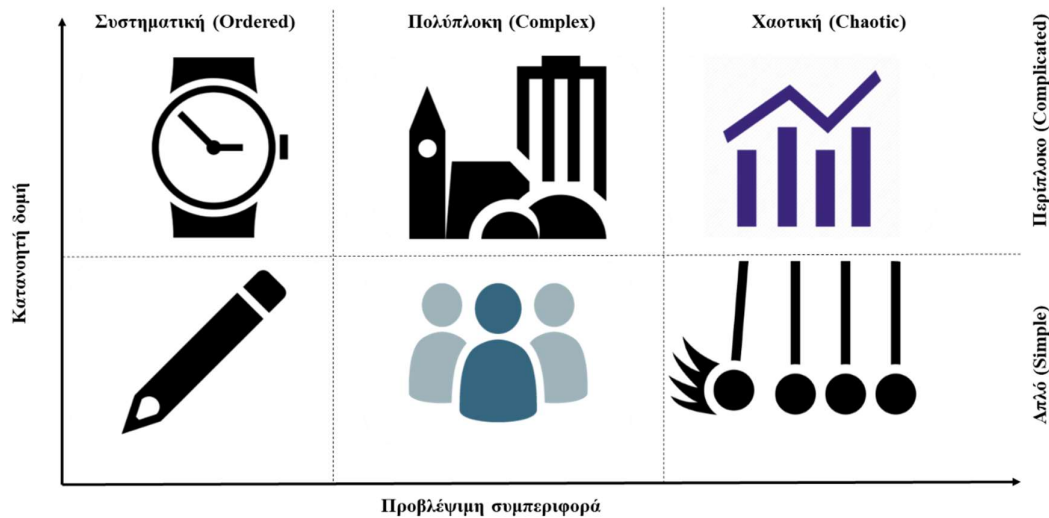 Συστηματική (Ordered)
Πολύπλοκη (Complex)
Χαοτική (Chaotic)
Περίπλοκο (Complicated)
Κατανοητή δομή
Απλό (Simple)
Προβλέψιμη συμπεριφορά